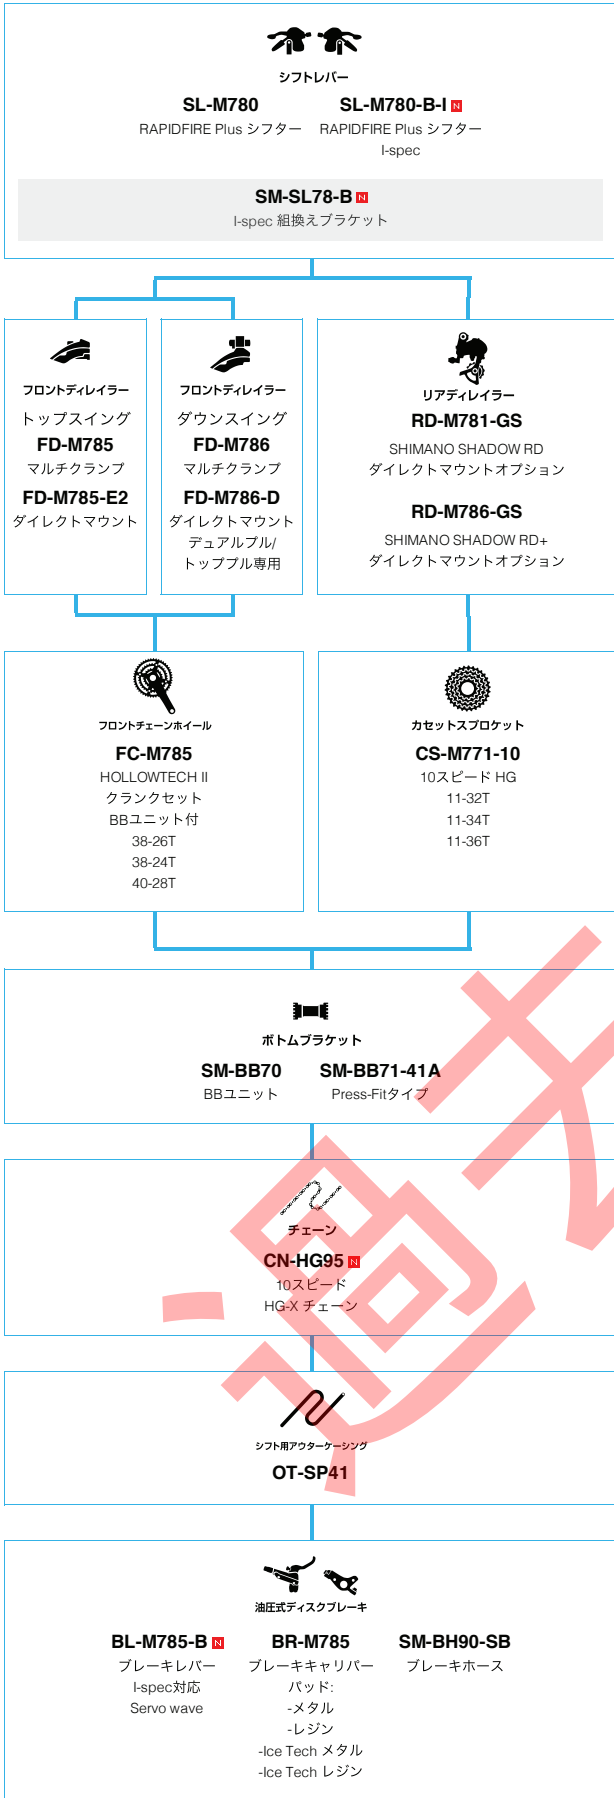 シフトレバー
SL-M780
SL-M780-B-I N
RAPIDFIRE Plus シフター
RAPIDFIRE Plus シフター
I-spec
SM-SL78-B N
I-spec 組換えブラケット
フロントディレイラー
トップスイング
FD-M785
マルチクランプ
FD-M785-E2
ダイレクトマウント
フロントディレイラー
ダウンスイング
FD-M786
マルチクランプ
FD-M786-D
ダイレクトマウント
デュアルプル/
トッププル専用
リアディレイラー
RD-M781-GS
SHIMANO SHADOW RD
ダイレクトマウントオプション
RD-M786-GS
SHIMANO SHADOW RD+
ダイレクトマウントオプション
フロントチェーンホイール
FC-M785
HOLLOWTECH II
クランクセット
BBユニット付
38-26T
38-24T
40-28T
カセットスプロケット
CS-M771-10
10スピード HG
11-32T
11-34T
11-36T
ボトムブラケット
SM-BB70
BBユニット
SM-BB71-41A
Press-Fitタイプ
チェーン
CN-HG95 N
10スピード
HG-X チェーン
シフト用アウターケーシング
OT-SP41
油圧式ディスクブレーキ
BL-M785-B N
ブレーキレバー
I-spec対応
Servo wave
BR-M785
ブレーキキャリパー
パッド:
-メタル
-レジン
-Ice Tech メタル
-Ice Tech レジン
SM-BH90-SB
ブレーキホース
過